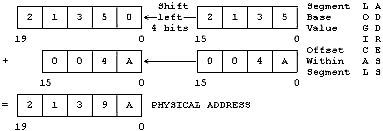 2 1 3 5 0 Shift left 4 bits 2 1 3 5 Segment Base Value
19 0 15 0
+ 0 0 4 A 0 0 4 A Offset Within Segment
15 0 15 0
= 2 1 3 9 A PHYSICAL ADDRESS
19 0
LOGICAL
ADDRESS